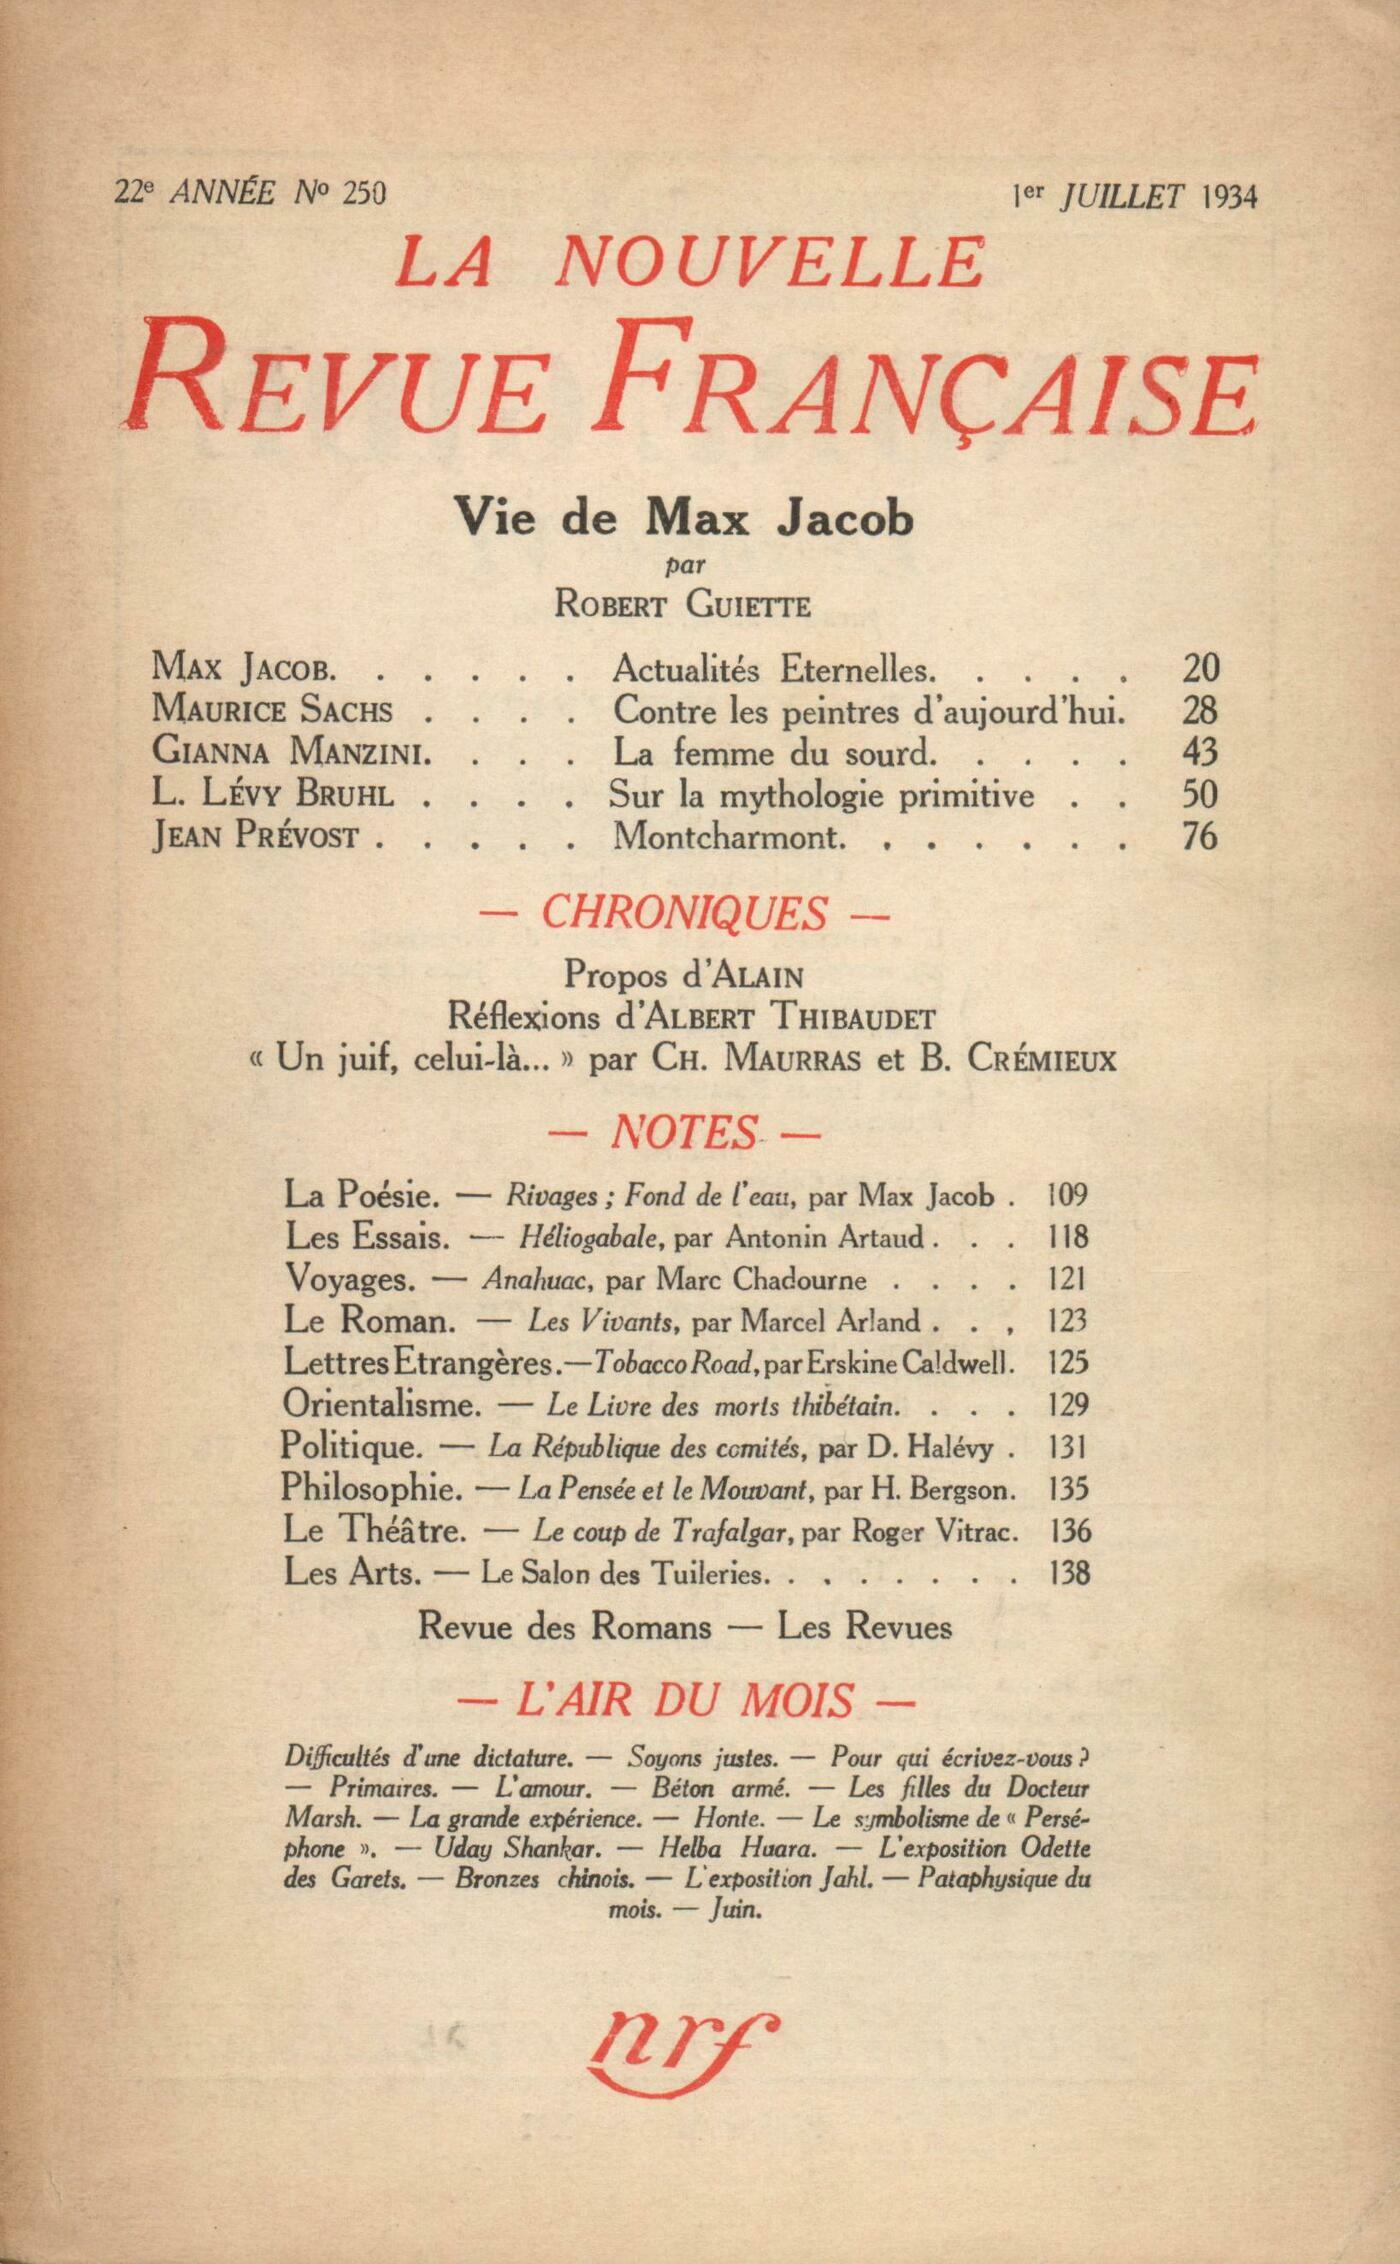 22e ANNÉE No 250
1er JUILLET 1934
LA NOUVELLE
REVUE FRANÇAISE
Vie de Max Jacob
par
ROBERT GUIETTE
MAX JACOB. . . . . . Actualités Eternelles. . . . . 20
MAURICE SACHS . . . . Contre les peintres d'aujourd'hui. 28
GIANNA MANZINI. . . . La femme du sourd. . . . . 43
L. LÉVY BRUHL . . . . Sur la mythologie primitive . . 50
JEAN PRÉVOST . . . . . Montcharmont. . . . . . . 76
— CHRONIQUES —
Propos d'ALAIN
Réflexions d'ALBERT THIBAUDET
« Un juif, celui-là... » par CH. MAURRAS et B. CRÉMIEUX
— NOTES —
La Poésie. — Rivages ; Fond de l'eau, par Max Jacob . 109
Les Essais. — Héliogabale, par Antonin Artaud . . . 118
Voyages. — Anahuac, par Marc Chadourne . . . . 121
Le Roman. — Les Vivants, par Marcel Arland . . , 123
Lettres Etrangères.—Tobacco Road, par Erskine Caldwell. 125
Orientalisme. — Le Livre des morts thibétain. . . . 129
Politique. — La République des comités, par D. Halévy . 131
Philosophie. — La Pensée et le Mouvant, par H. Bergson. 135
Le Théâtre. — Le coup de Trafalgar, par Roger Vitrac. 136
Les Arts. — Le Salon des Tuileries. . . . . . . 138
Revue des Romans — Les Revues
— L'AIR DU MOIS —
Difficultés d'une dictature. — Soyons justes. — Pour qui écrivez-vous ?
— Primaires. — L'amour. — Béton armé. — Les filles du Docteur
Marsh. — La grande expérience. — Honte. — Le symbolisme de « Persé-
phone ». — Uday Shankar. — Helba Huara. — L'exposition Odette
des Garets. — Bronzes chinois. — L'exposition Jahl. — Pataphysique du
mois. — Juin.
nrf